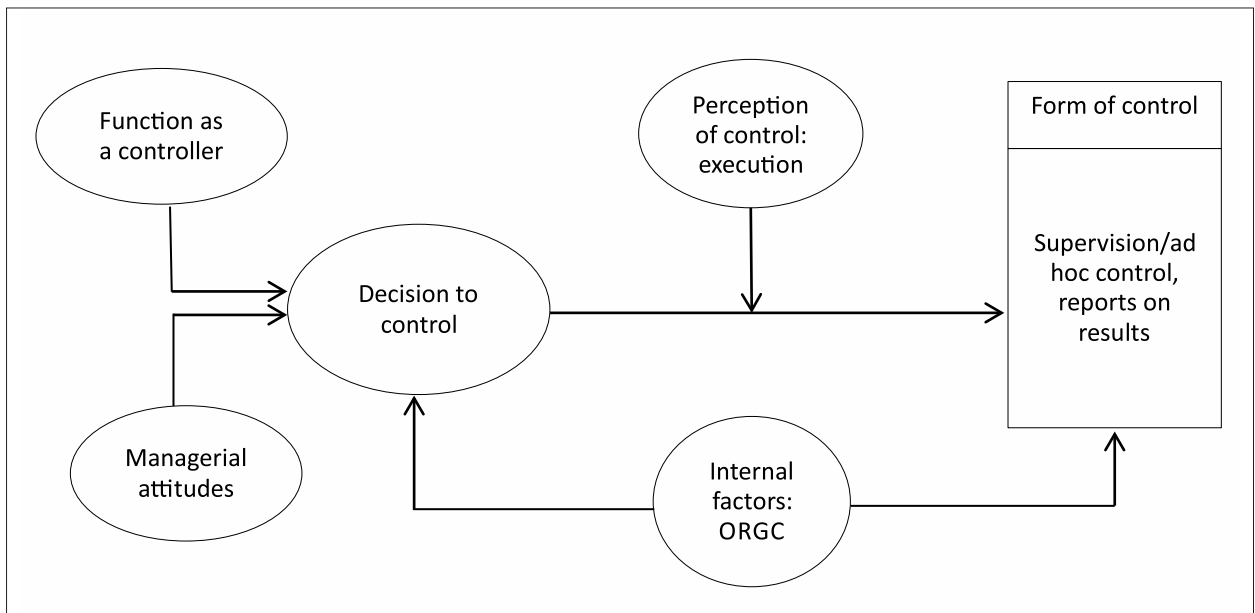 Function as
a controller
Perception
of control:
execution
Form of control
Supervision/ad
hoc control,
reports on
results
Decision to
control
Managerial
attitudes
Internal
factors:
ORGC